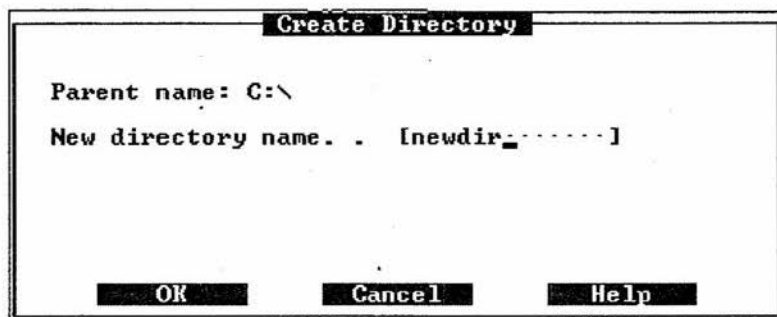 Create Directory
Parent name: C:\
New directory name. . [newdir_·······]
OK Cancel Help